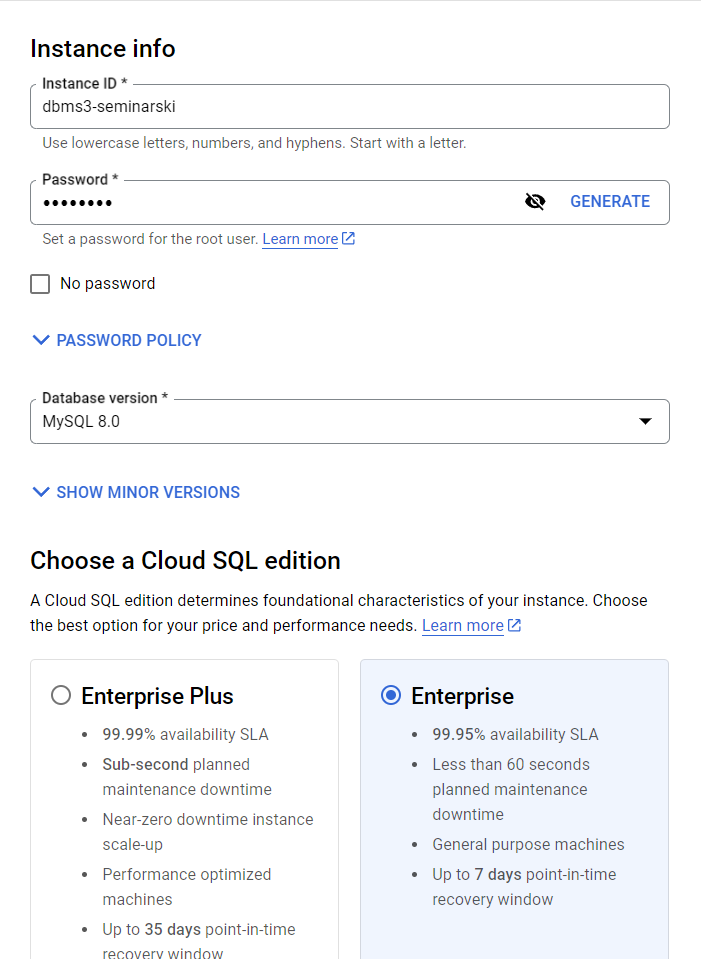 Instance info
Instance ID *
dbms3-seminarski
Use lowercase letters, numbers, and hyphens. Start with a letter.
Password *
••••••••
GENERATE
Set a password for the root user. Learn more
No password
PASSWORD POLICY
Database version *
MySQL 8.0
SHOW MINOR VERSIONS
Choose a Cloud SQL edition
A Cloud SQL edition determines foundational characteristics of your instance. Choose
the best option for your price and performance needs. Learn more
Enterprise Plus
• 99.99% availability SLA
• Sub-second planned
maintenance downtime
• Near-zero downtime instance
scale-up
• Performance optimized
machines
• Up to 35 days point-in-time
recovery window
Enterprise
• 99.95% availability SLA
• Less than 60 seconds
planned maintenance
downtime
• General purpose machines
• Up to 7 days point-in-time
recovery window